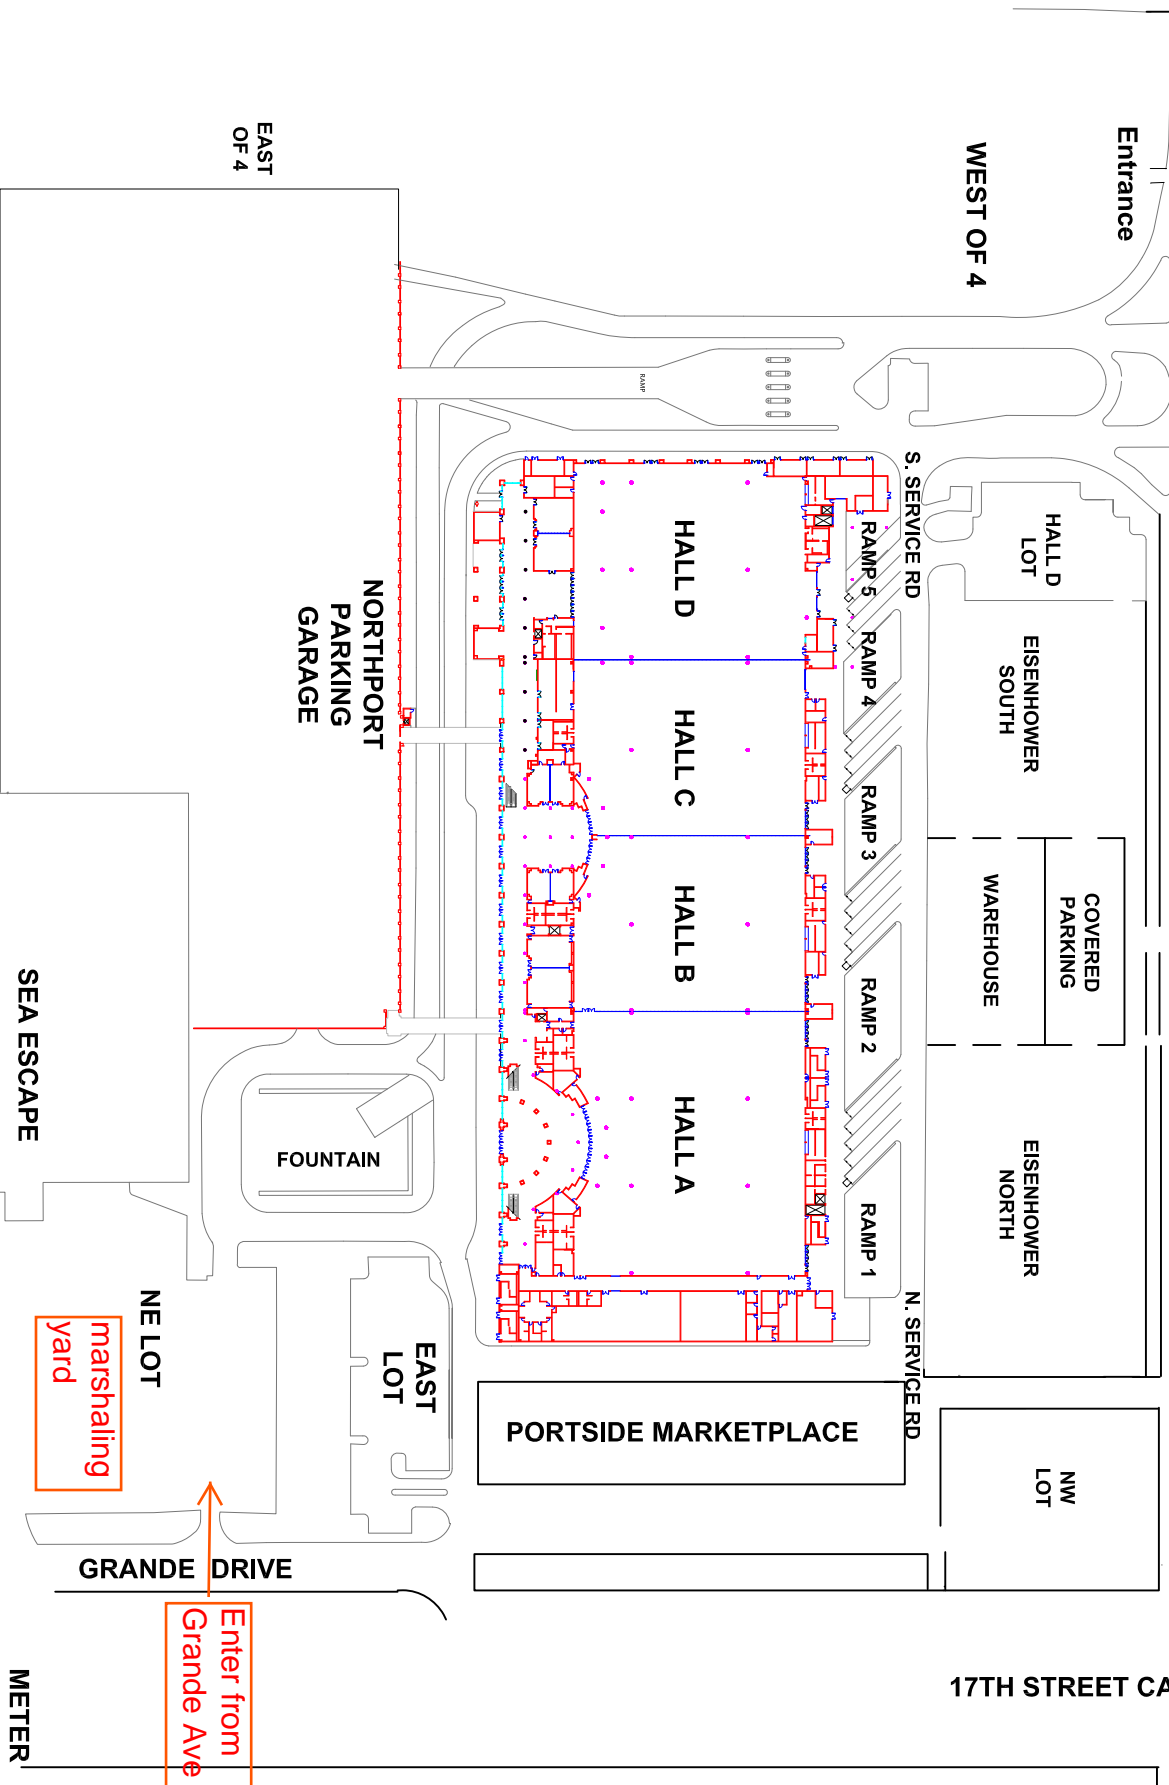 Entrance
WEST OF 4
EAST
OF 4
RAMP
S. SERVICE RD
HALL D
LOT
EISENHOWER
SOUTH
COVERED
PARKING
WAREHOUSE
EISENHOWER
NORTH
RAMP 5
RAMP 4
RAMP 3
RAMP 2
RAMP 1
HALL D
HALL C
HALL B
HALL A
NORTHPORT
PARKING
GARAGE
SEA ESCAPE
FOUNTAIN
N. SERVICE RD
NE LOT
EAST
LOT
marshaling
yard
PORTSIDE MARKETPLACE
NW
LOT
GRANDE DRIVE
Enter from
Grande Ave
17TH STREET CA
METER